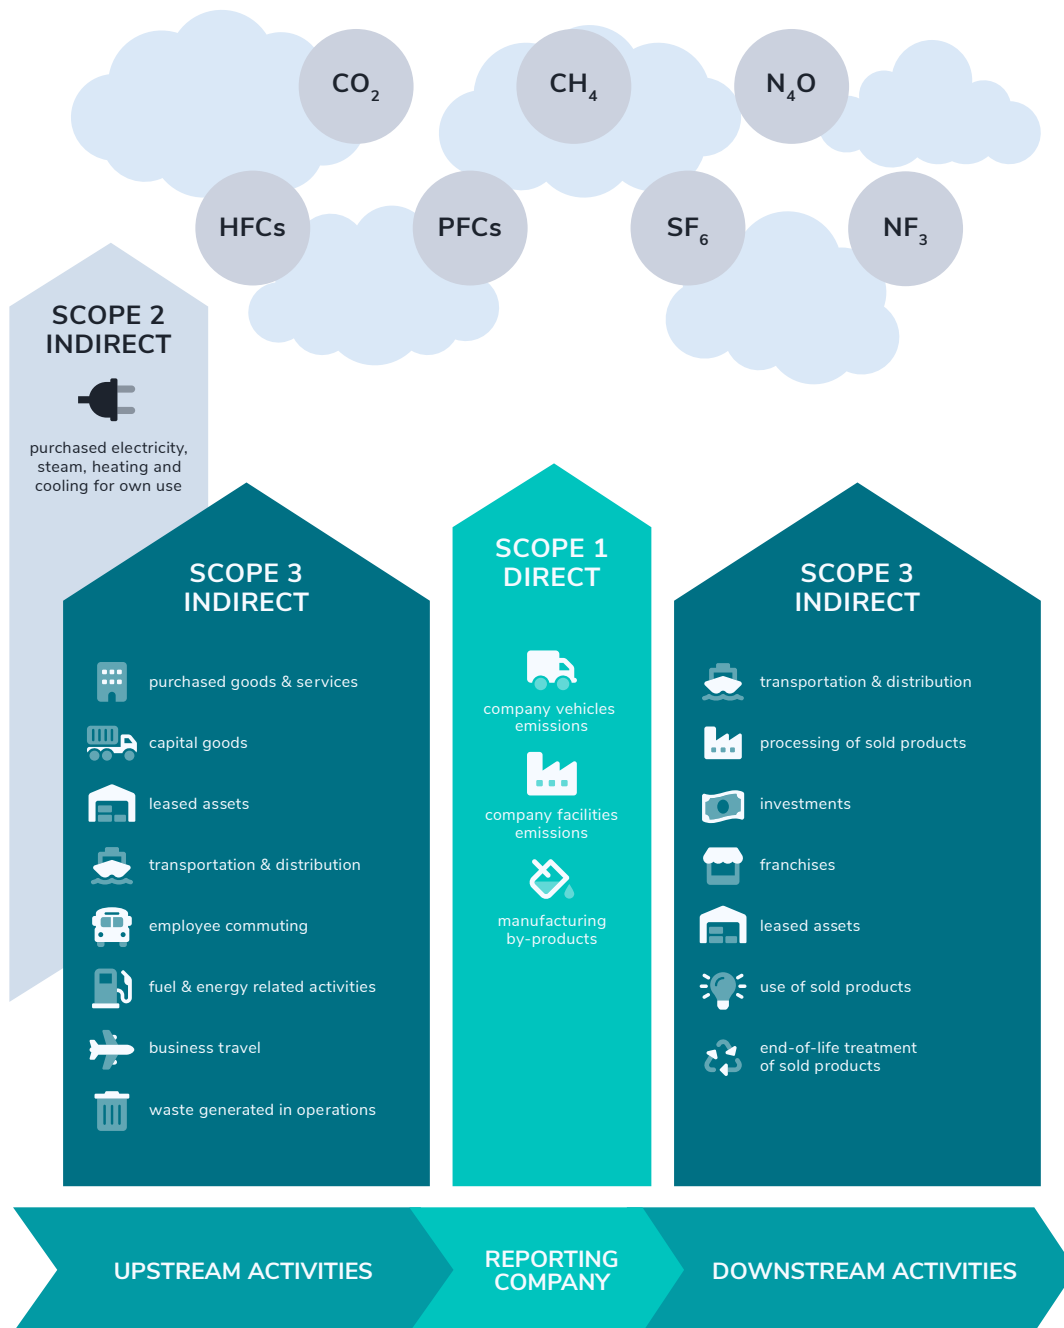 CO₂
CH₄
N₄O
HFCs
PFCs
SF₆
NF₃
SCOPE 2
INDIRECT
purchased electricity,
steam, heating and
cooling for own use
SCOPE 3
INDIRECT
purchased goods & services
capital goods
leased assets
transportation & distribution
employee commuting
fuel & energy related activities
business travel
waste generated in operations
SCOPE 1
DIRECT
company vehicles
emissions
company facilities
emissions
manufacturing
by-products
SCOPE 3
INDIRECT
transportation & distribution
processing of sold products
investments
franchises
leased assets
use of sold products
end-of-life treatment
of sold products
UPSTREAM ACTIVITIES
REPORTING
COMPANY
DOWNSTREAM ACTIVITIES